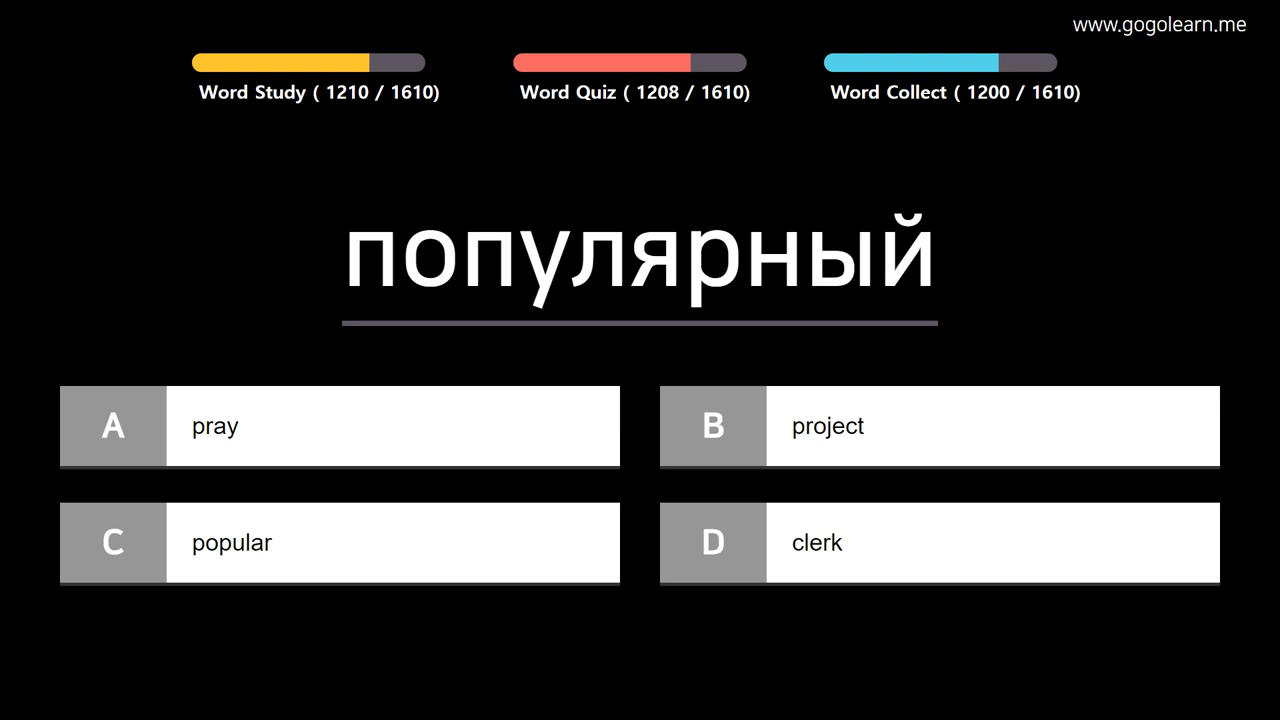 www.gogolearn.me
Word Study ( 1210 / 1610)
Word Quiz ( 1208 / 1610)
Word Collect ( 1200 / 1610)
популярный
A pray
B project
C popular
D clerk